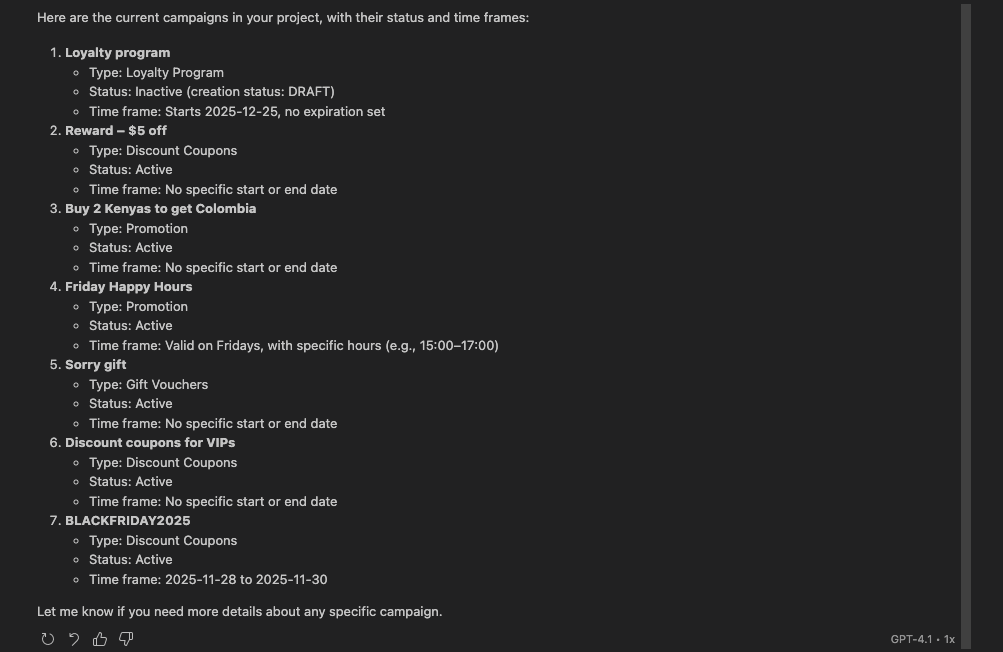 Here are the current campaigns in your project, with their status and time frames:
1. Loyalty program
◦ Type: Loyalty Program
◦ Status: Inactive (creation status: DRAFT)
◦ Time frame: Starts 2025-12-25, no expiration set
2. Reward – $5 off
◦ Type: Discount Coupons
◦ Status: Active
◦ Time frame: No specific start or end date
3. Buy 2 Kenyas to get Colombia
◦ Type: Promotion
◦ Status: Active
◦ Time frame: No specific start or end date
4. Friday Happy Hours
◦ Type: Promotion
◦ Status: Active
◦ Time frame: Valid on Fridays, with specific hours (e.g., 15:00–17:00)
5. Sorry gift
◦ Type: Gift Vouchers
◦ Status: Active
◦ Time frame: No specific start or end date
6. Discount coupons for VIPs
◦ Type: Discount Coupons
◦ Status: Active
◦ Time frame: No specific start or end date
7. BLACKFRIDAY2025
◦ Type: Discount Coupons
◦ Status: Active
◦ Time frame: 2025-11-28 to 2025-11-30
Let me know if you need more details about any specific campaign.
GPT-4.1 • 1x